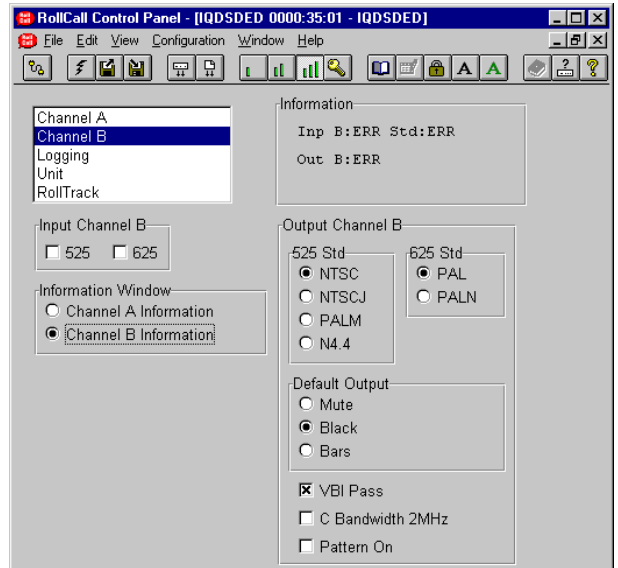 RollCall Control Panel - [IQDSDED 0000:35:01 - IQDSDED]
File Edit View Configuration Window Help
A A
Channel A
Channel B
Logging
Unit
RollTrack
Information
Inp B:ERR Std:ERR
Out B:ERR
Input Channel B
525 625
Information Window
Channel A Information
Channel B Information
Output Channel B
525 Std
NTSC
NTSCJ
PALM
N4.4
625 Std
PAL
PALN
Default Output
Mute
Black
Bars
VBI Pass
C Bandwidth 2MHz
Pattern On